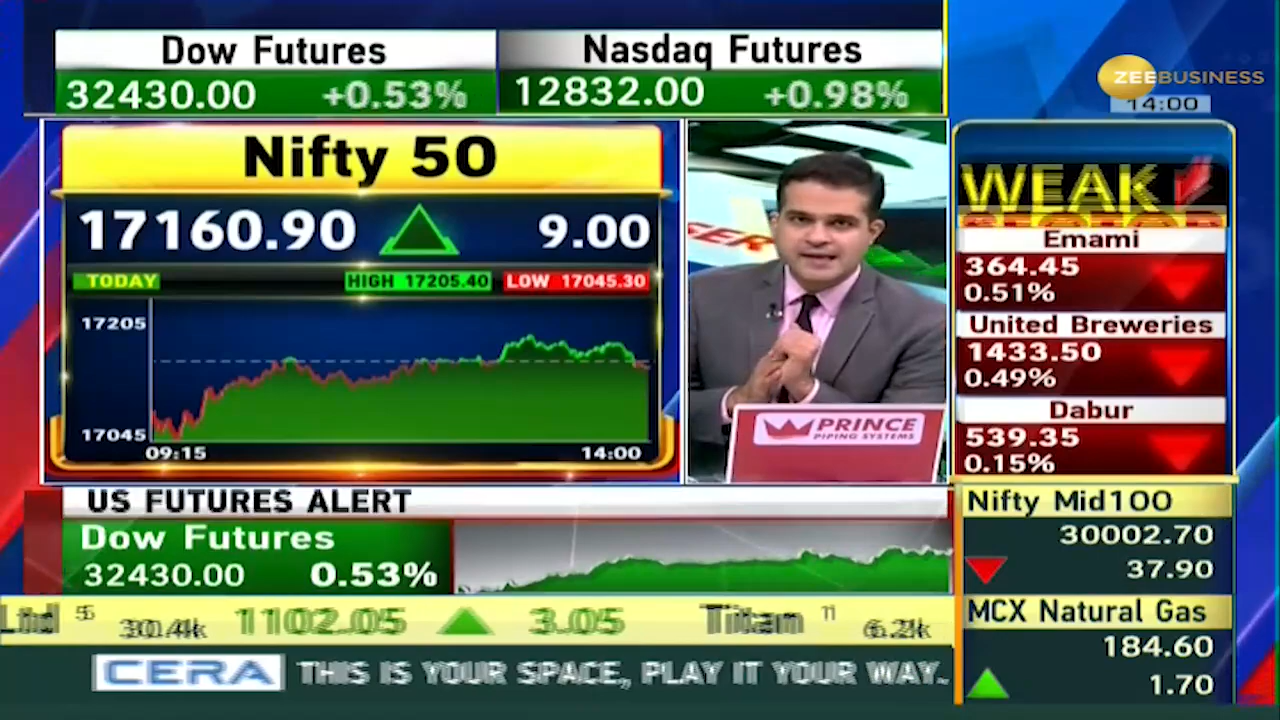 Dow Futures
32430.00 +0.53%
Nasdaq Futures
12832.00 +0.98%
ZEEBUSINESS
14:00
Nifty 50
17160.90 9.00
TODAY HIGH 17205.40 LOW 17045.30
17205
17045
09:15 14:00
SER
PRINCE
PIPING SYSTEMS
WEAK
Emami
364.45
0.51%
United Breweries
1433.50
0.49%
Dabur
539.35
0.15%
Nifty Mid100
30002.70
37.90
MCX Natural Gas
184.60
1.70
US FUTURES ALERT
Dow Futures
32430.00 0.53%
Ltd 1102.05 3.05 Titan 11
CERA THIS IS YOUR SPACE, PLAY IT YOUR WAY.